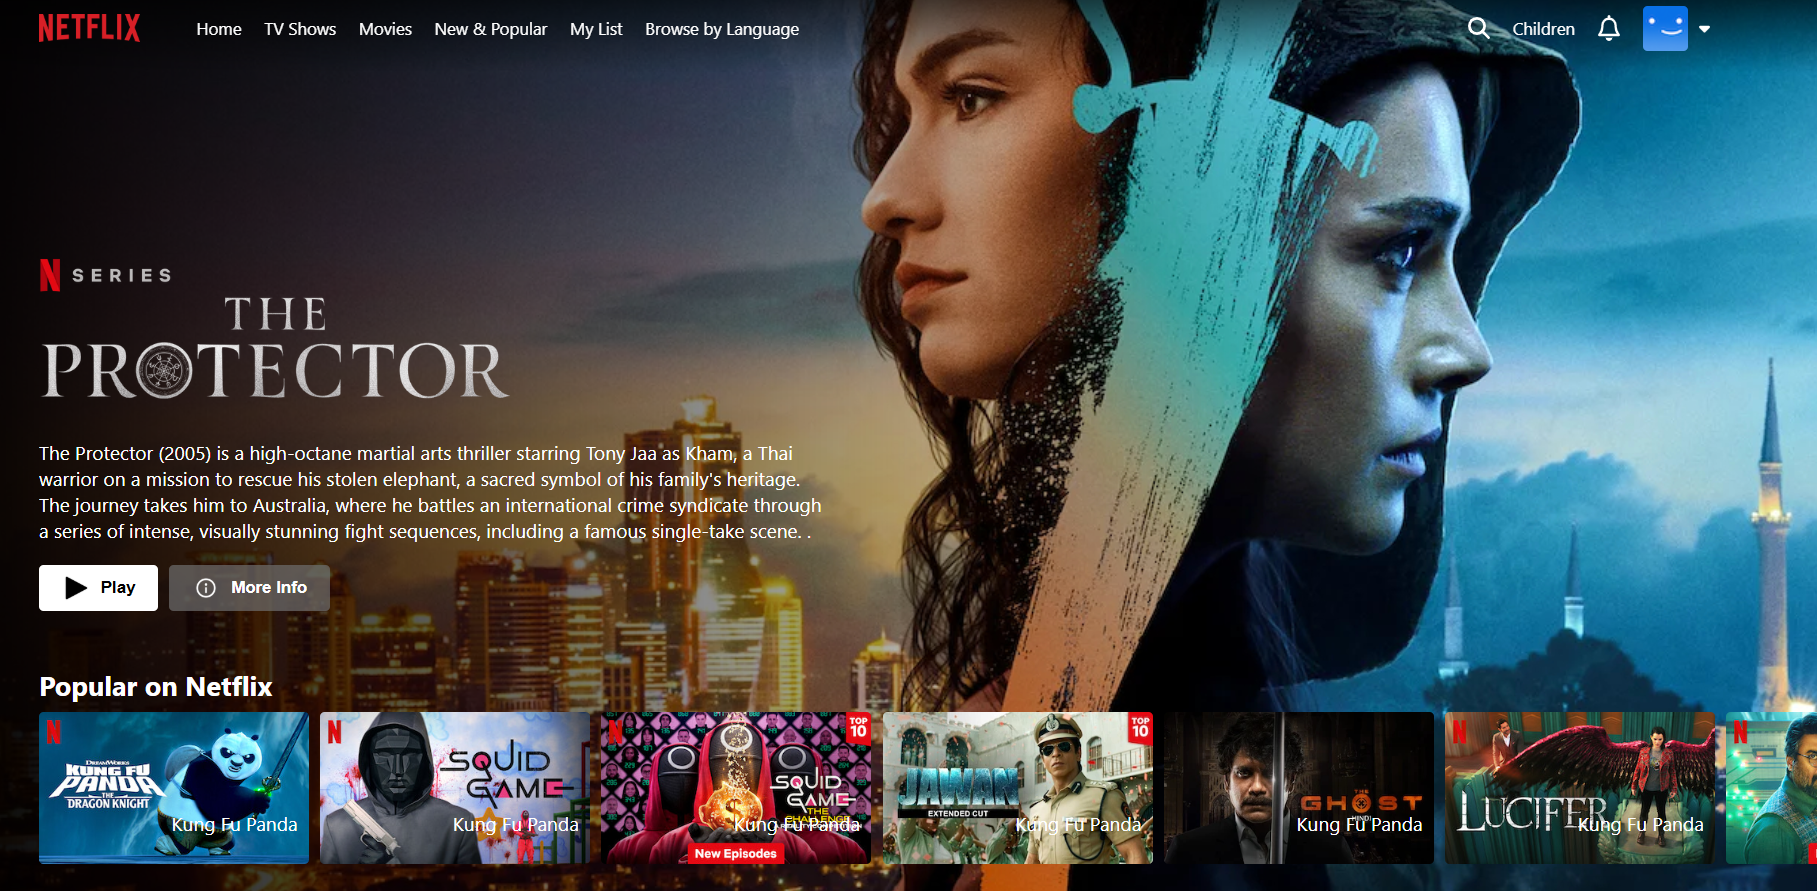 NETFLIX
Home TV Shows Movies New & Popular My List Browse by Language
Children
N SERIES
THE
PROTECTOR
The Protector (2005) is a high-octane martial arts thriller starring Tony Jaa as Kham, a Thai
warrior on a mission to rescue his stolen elephant, a sacred symbol of his family's heritage.
The journey takes him to Australia, where he battles an international crime syndicate through
a series of intense, visually stunning fight sequences, including a famous single-take scene. .
Play
More Info
Popular on Netflix
N
DREAMWORKS
KUNG FU
PANDA
THE
DRAGON KNIGHT
Kung Fu Panda
N
SQUID
GAME
Kung Fu Panda
N
TOP
10
SQUID
GAME
THE
CHALLENGE
Kung Fu Panda
New Episodes
TOP
10
JAWAN
EXTENDED CUT
Kung Fu Panda
THE
GHOST
HINDI
Kung Fu Panda
N
LUCIFER
Kung Fu Panda
N